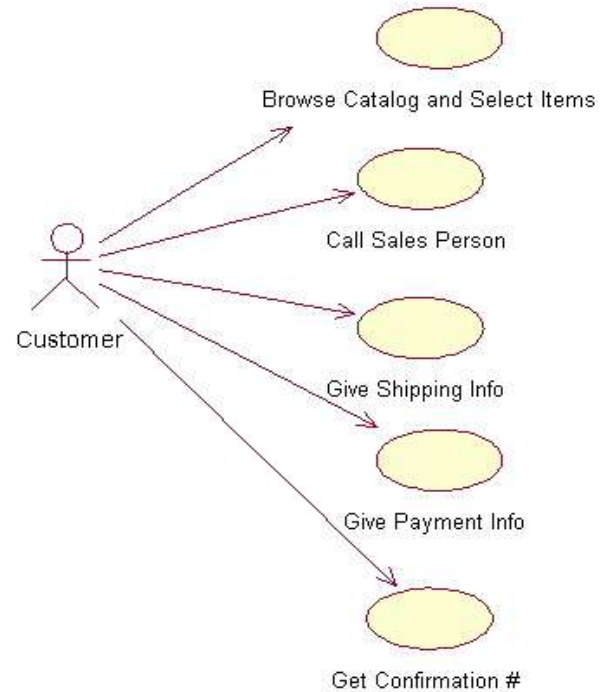 Browse Catalog and Select Items
Call Sales Person
Customer
Give Shipping Info
Give Payment Info
Get Confirmation #